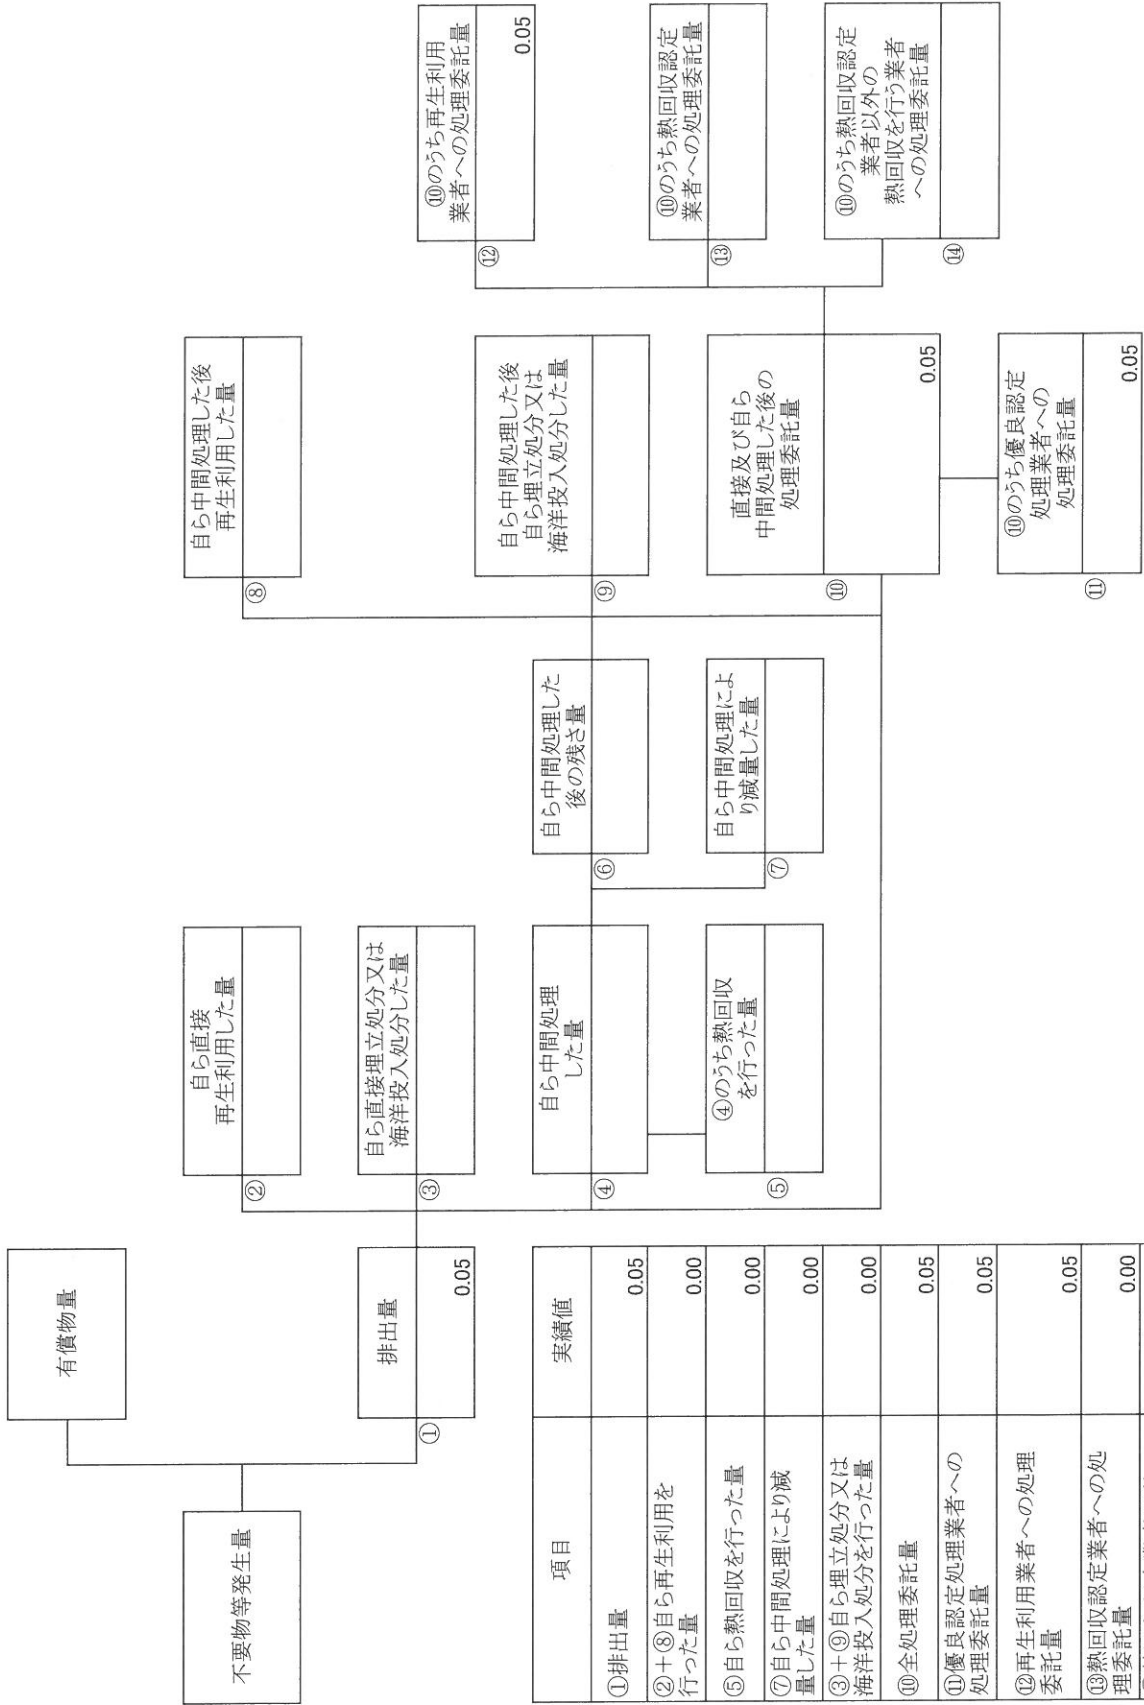 不要物等発生量
有償物量
①
排出量
0.05
②
自ら直接
再生利用した量
③
自ら直接埋立処分又は
海洋投入処分した量
④
自ら中間処理
した量
⑤
④のうち熱回収
を行った量
⑥
自ら中間処理した
後の残さ量
⑦
自ら中間処理によ
り減量した量
⑧
自ら中間処理した後
再生利用した量
⑨
自ら中間処理した後
自ら埋立処分又は
海洋投入処分した量
⑩
直接及び自ら
中間処理した後の
処理委託量
0.05
⑪
⑩のうち優良認定
処理業者への
処理委託量
0.05
⑫
⑩のうち再生利用
業者への処理委託量
0.05
⑬
⑩のうち熱回収認定
業者への処理委託量
⑭
⑩のうち熱回収認定
業者以外の
熱回収を行う業者
への処理委託量
項目
実績値
①排出量
0.05
②+⑧自ら再生利用を
行った量
0.00
⑤自ら熱回収を行った量
0.00
⑦自ら中間処理により減
量した量
0.00
③+⑨自ら埋立処分又は
海洋投入処分を行った量
0.00
⑩全処理委託量
0.05
⑪優良認定処理業者への
処理委託量
0.05
⑫再生利用業者への処理
委託量
0.05
⑬熱回収認定業者への処
理委託量
0.00